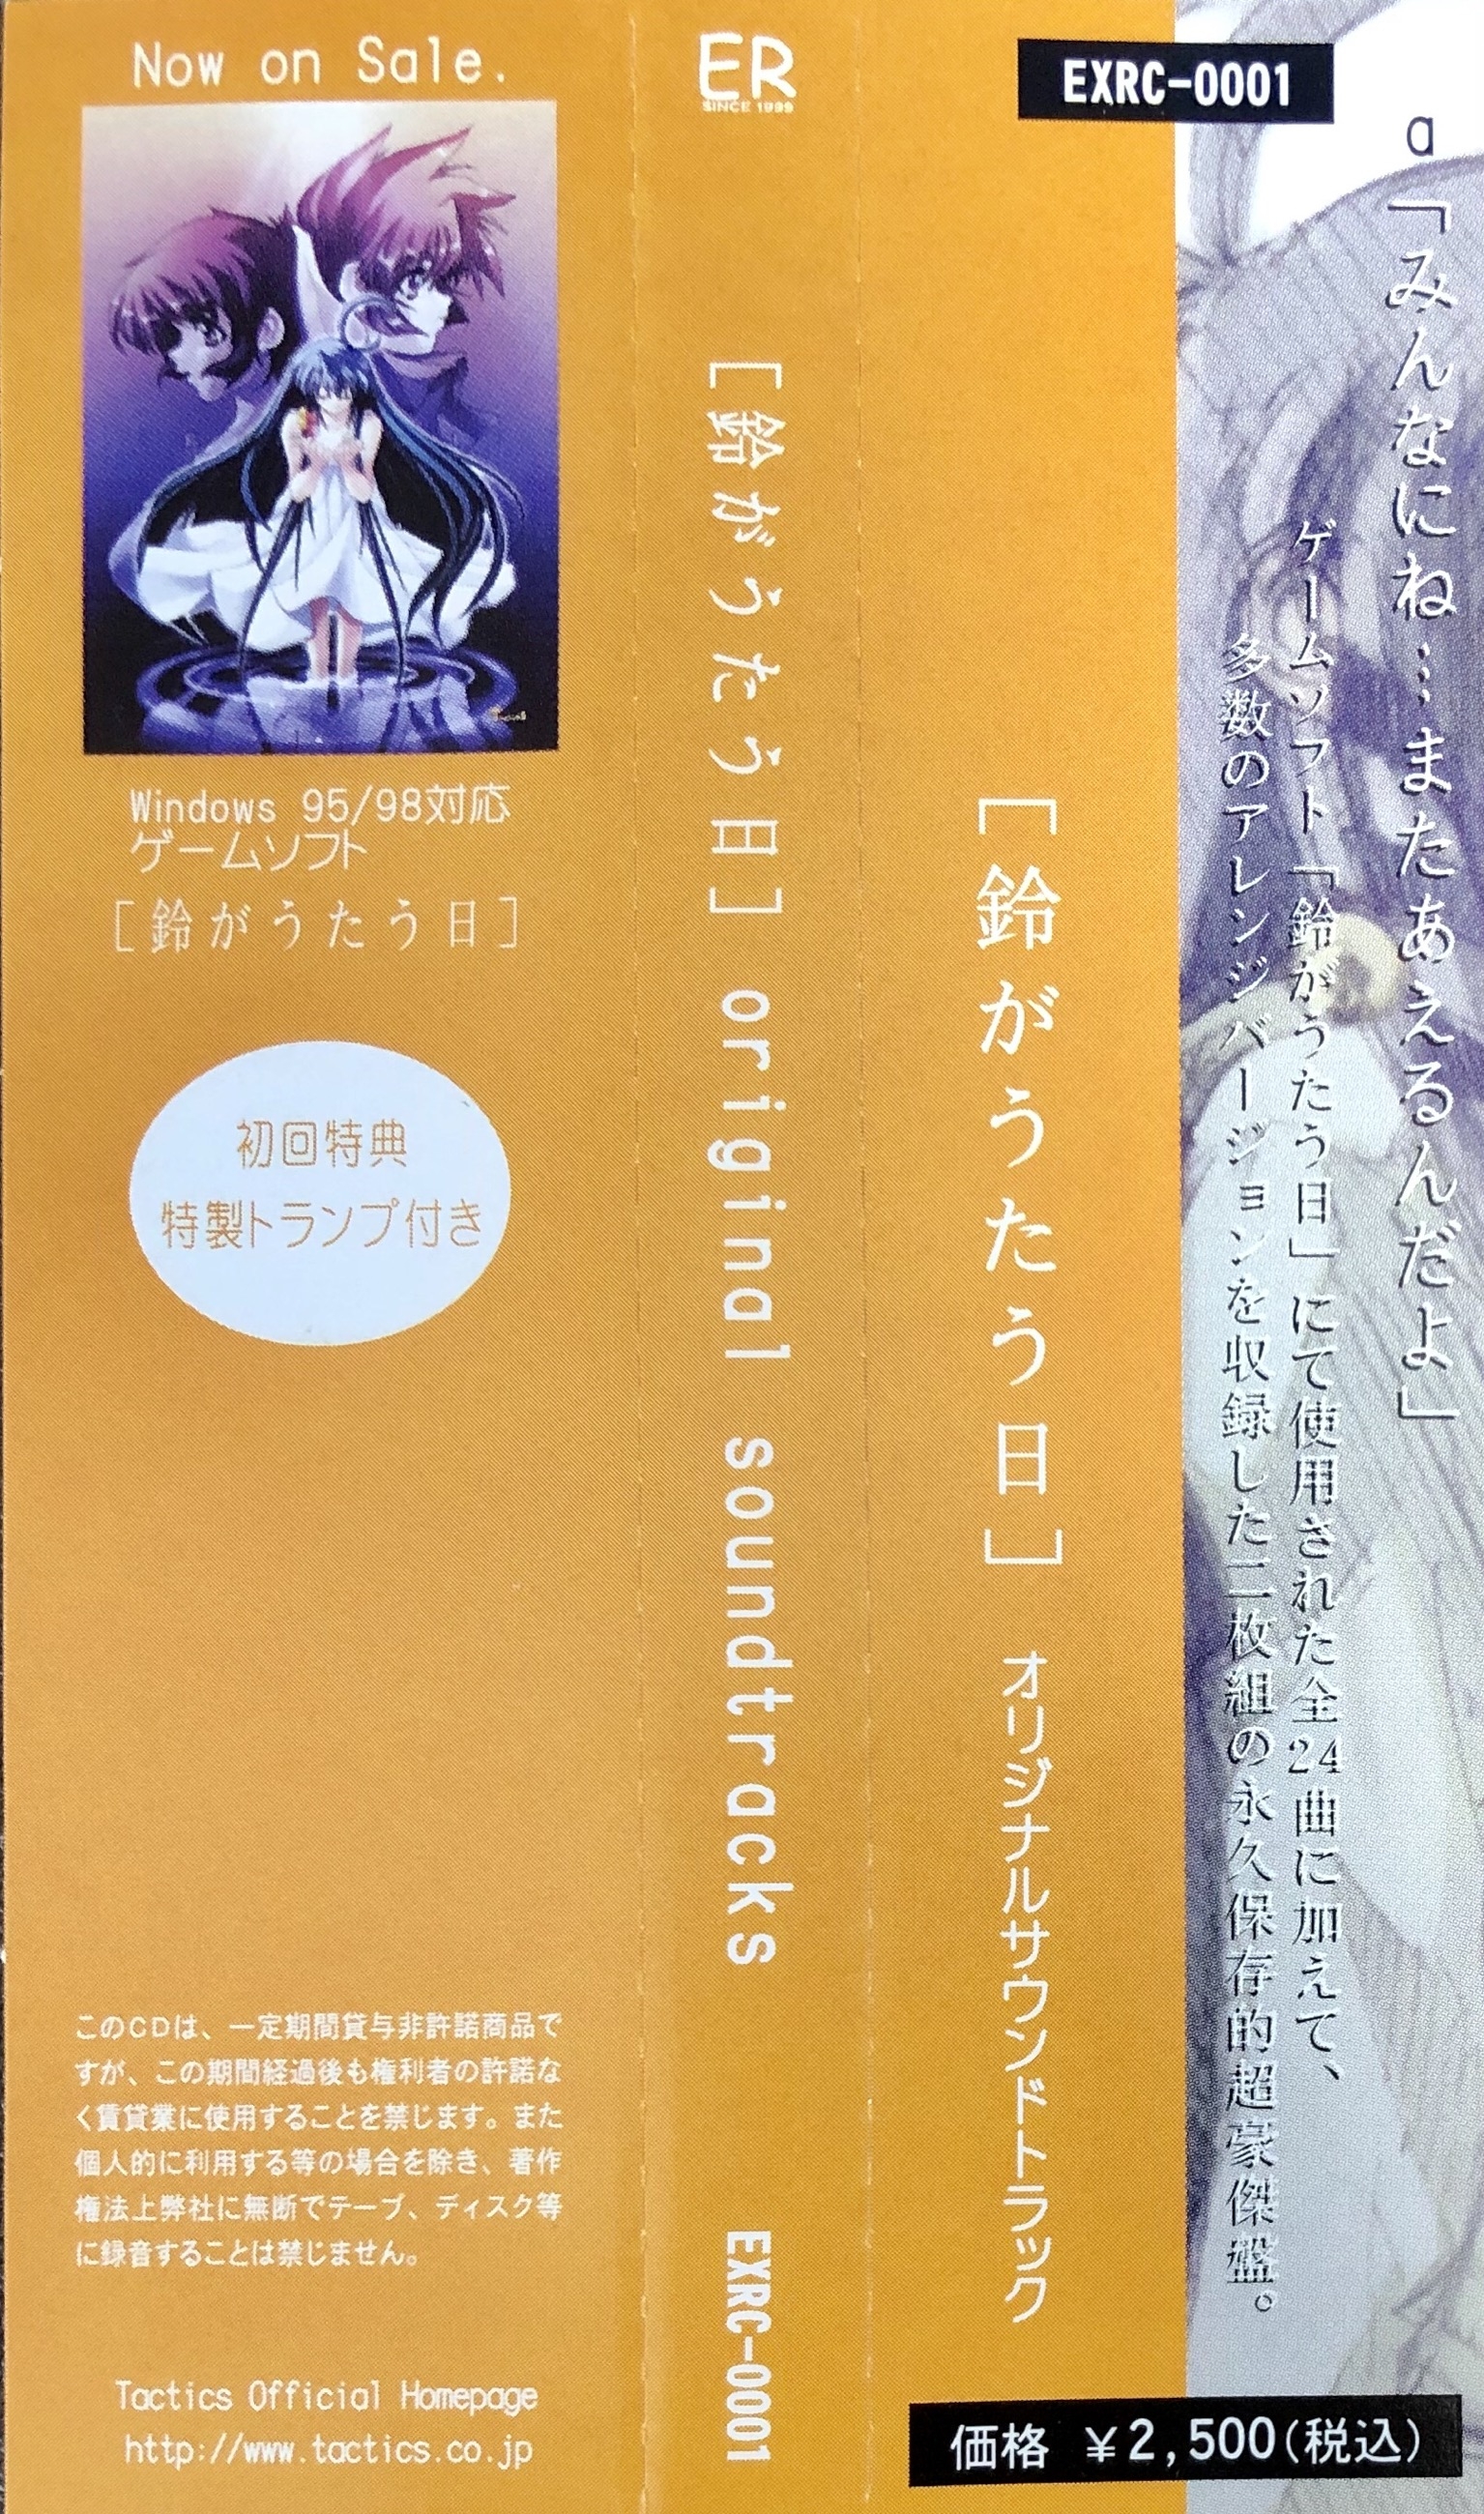 Now on Sale.
Windows 95/98対応
ゲームソフト
［鈴がうたう日］
初回特典
特製トランプ付き
このCDは、一定期間貸与非許諾商品で
すが、この期間経過後も権利者の許諾な
く賃貸業に使用することを禁じます。また
個人的に利用する等の場合を除き、著作
権法上弊社に無断でテープ、ディスク等
に録音することは禁じません。
Tactics Official Homepage
http://www.tactics.co.jp
ER
SINCE 1999
［鈴がうたう日］ original soundtracks
EXRC-0001
EXRC-0001
［鈴がうたう日］ オリジナルサウンドトラック
a「みんなにね…またあえるんだよ」
ゲームソフト「鈴がうたう日」にて使用された全24曲に加えて、
多数のアレンジバージョンを収録した二枚組の永久保存的超豪傑盤。
価格 ￥2,500(税込)